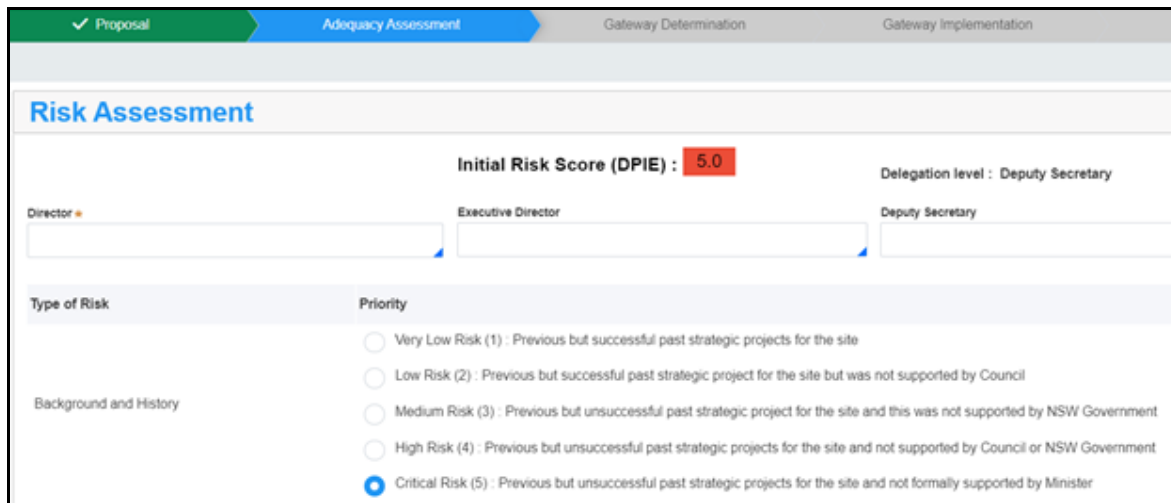 ✓ Proposal Adequacy Assessment Gateway Determination Gateway Implementation
Risk Assessment
Initial Risk Score (DPIE) : 5.0
Delegation level : Deputy Secretary
Director * Executive Director Deputy Secretary
Type of Risk Priority
Very Low Risk (1) : Previous but successful past strategic projects for the site
Low Risk (2) : Previous but successful past strategic project for the site but was not supported by Council
Background and History
Medium Risk (3) : Previous but unsuccessful past strategic project for the site and this was not supported by NSW Government
High Risk (4) : Previous but unsuccessful past strategic projects for the site and not supported by Council or NSW Government
Critical Risk (5) : Previous but unsuccessful past strategic projects for the site and not formally supported by Minister